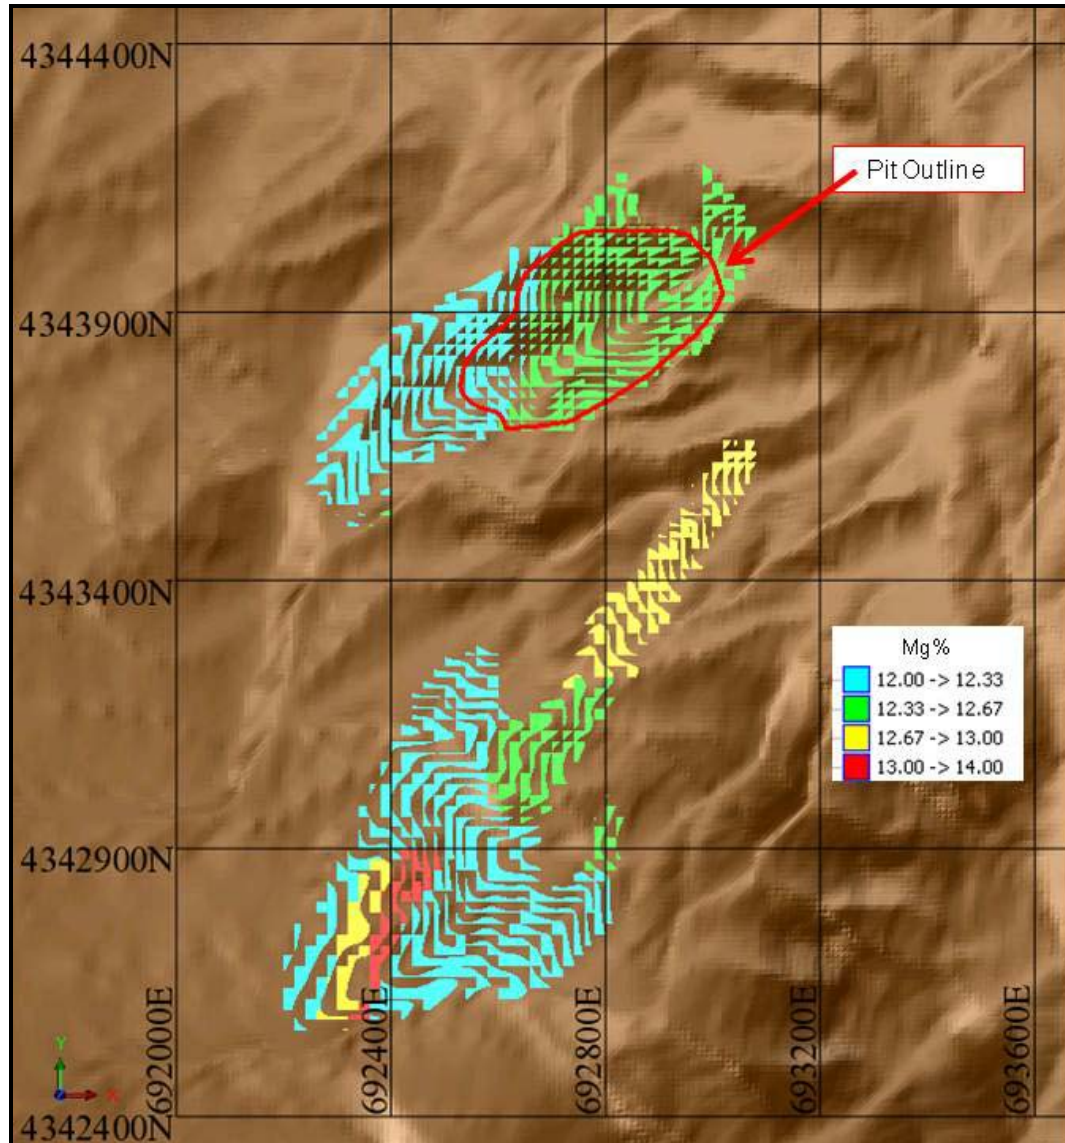 4344400N
Pit Outline
4343900N
4343400N
Mg%
12.00 -> 12.33
12.33 -> 12.67
12.67 -> 13.00
13.00 -> 14.00
4342900N
692000E
692400E
692800E
693200E
693600E
Y
X
4342400N